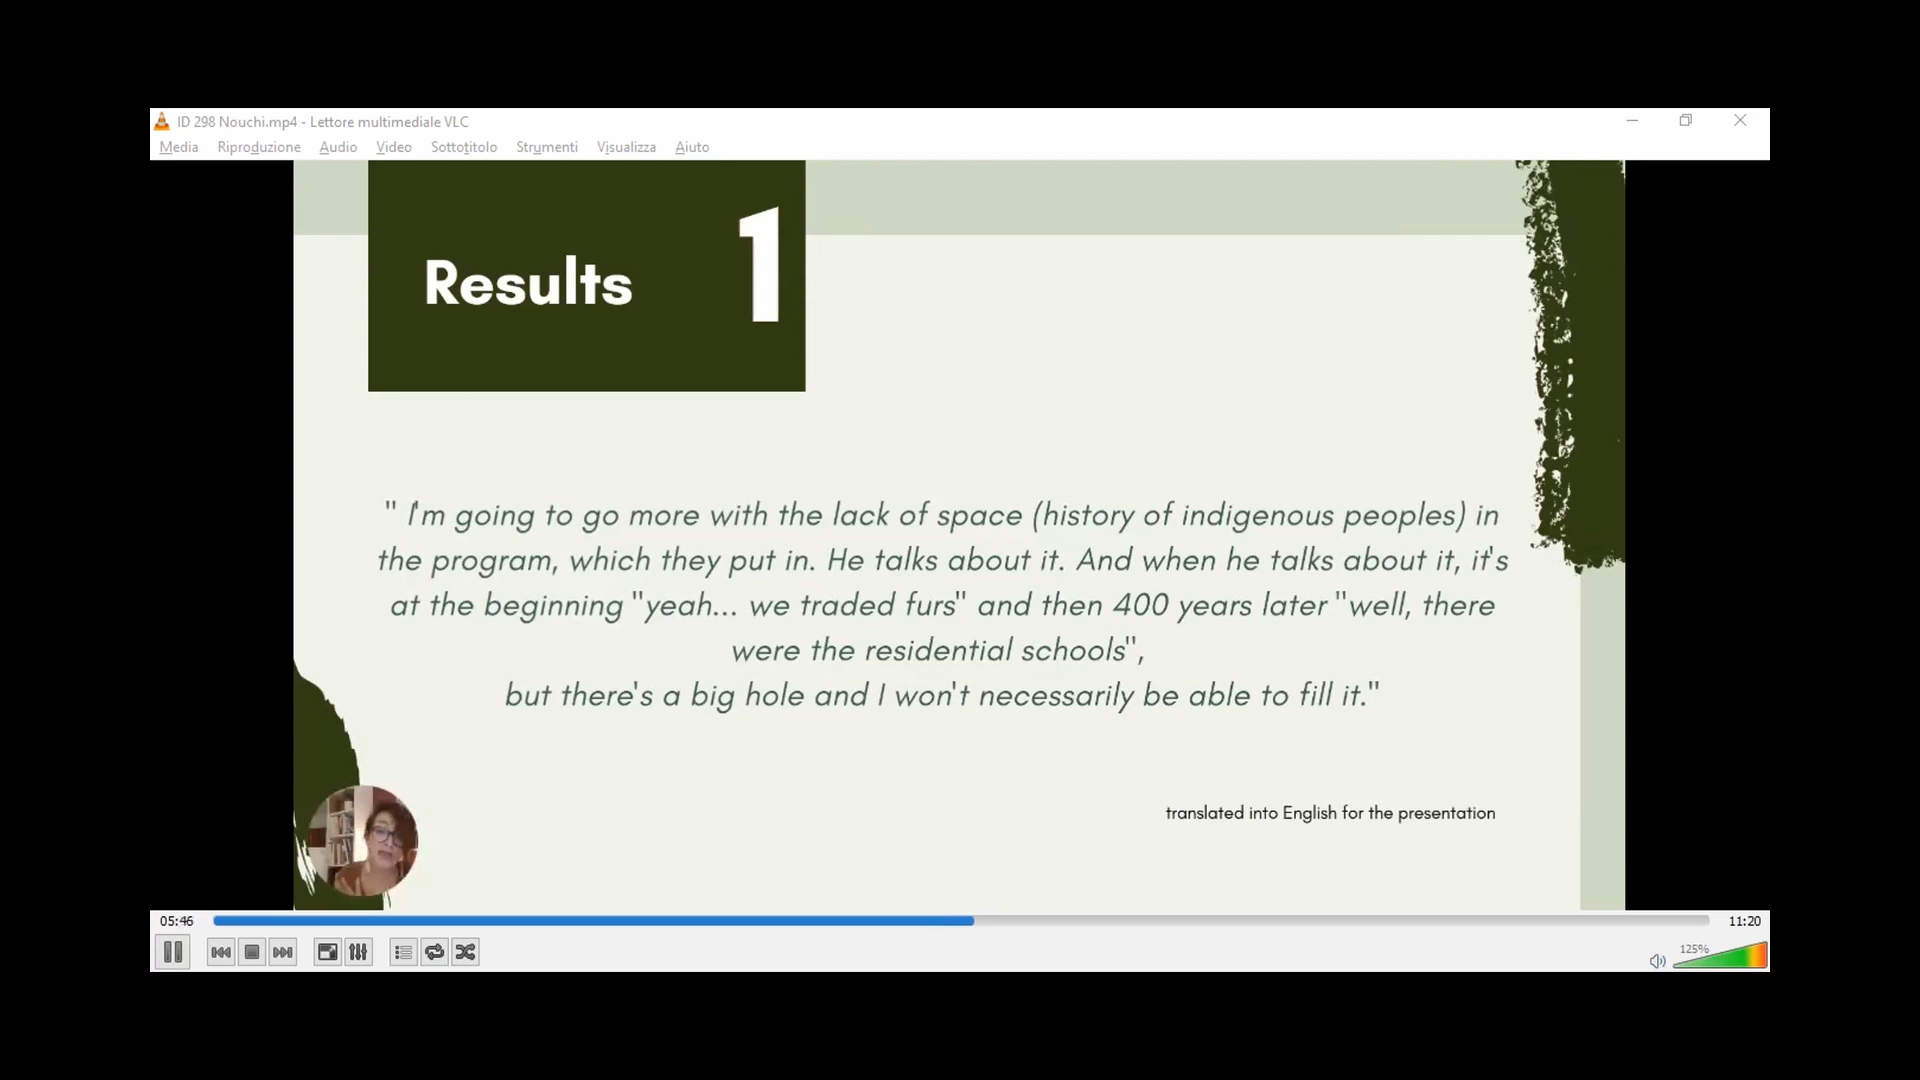 ID 298 Nouchi.mp4 - Lettore multimediale VLC
Media Riproduzione Audio Video Sottotitolo Strumenti Visualizza Aiuto
Results 1
" I'm going to go more with the lack of space (history of indigenous peoples) in
the program, which they put in. He talks about it. And when he talks about it, it's
at the beginning "yeah... we traded furs" and then 400 years later "well, there
were the residential schools",
but there's a big hole and I won't necessarily be able to fill it."
translated into English for the presentation
05:46
11:20
125%